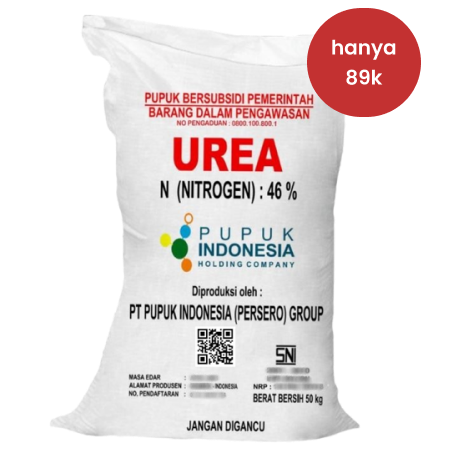 hanya
89k
PUPUK BERSUBSIDI PEMERINTAH
BARANG DALAM PENGAWASAN
NO PENGADUAN : 0800.100.800.1
UREA
N (NITROGEN) : 46 %
PUPUK
INDONESIA
HOLDING COMPANY
Diproduksi oleh :
PT PUPUK INDONESIA (PERSERO) GROUP
SNI
MASA EDAR :
ALAMAT PRODUSEN : INDONESIA
NO. PENDAFTARAN :
NRP :
BERAT BERSIH 50 kg
JANGAN DIGANCU